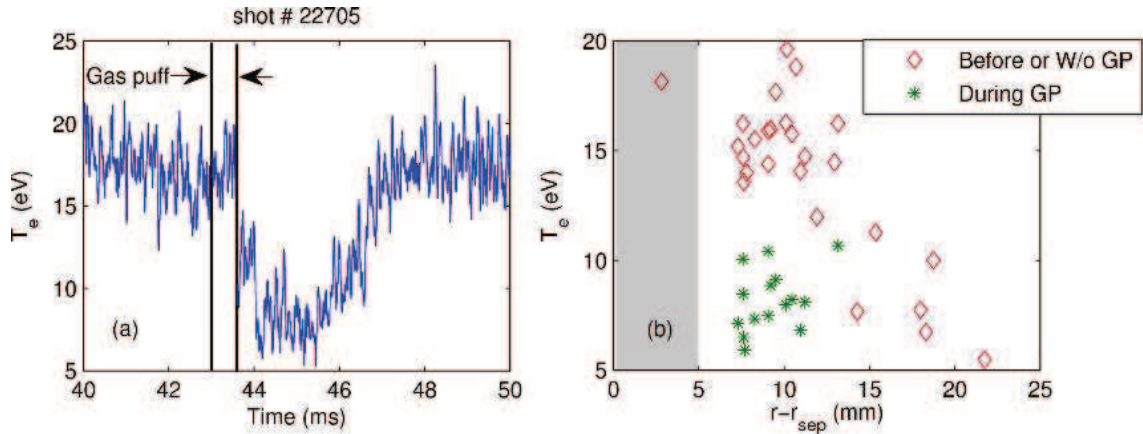 shot # 22705
25
20
15
10
5
T_e (eV)
Gas puff
(a)
40 42 44 46 48 50
Time (ms)
20
15
10
5
T_e (eV)
Before or W/o GP
During GP
(b)
0 5 10 15 20 25
r-r_sep (mm)